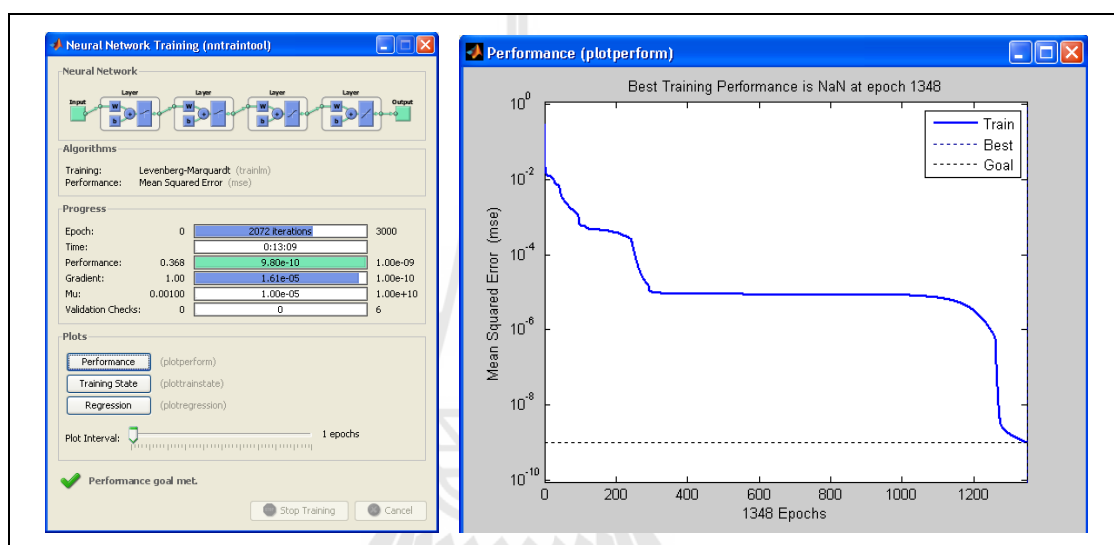 Neural Network Training (nntraintool)
Neural Network
Layer Layer Layer Layer
Input W b W b W b W b Output
Algorithms
Training: Levenberg-Marquardt (trainlm)
Performance: Mean Squared Error (mse)
Progress
Epoch: 0 2072 iterations 3000
Time: 0:13:09
Performance: 0.368 9.80e-10 1.00e-09
Gradient: 1.00 1.61e-05 1.00e-10
Mu: 0.00100 1.00e-05 1.00e+10
Validation Checks: 0 0 6
Plots
Performance (plotperform)
Training State (plottrainstate)
Regression (plotregression)
Plot Interval: 1 epochs
Performance goal met.
Stop Training Cancel
Performance (plotperform)
Best Training Performance is NaN at epoch 1348
Train
Best
Goal
Mean Squared Error (mse)
10^0
10^-2
10^-4
10^-6
10^-8
10^-10
0 200 400 600 800 1000 1200
1348 Epochs